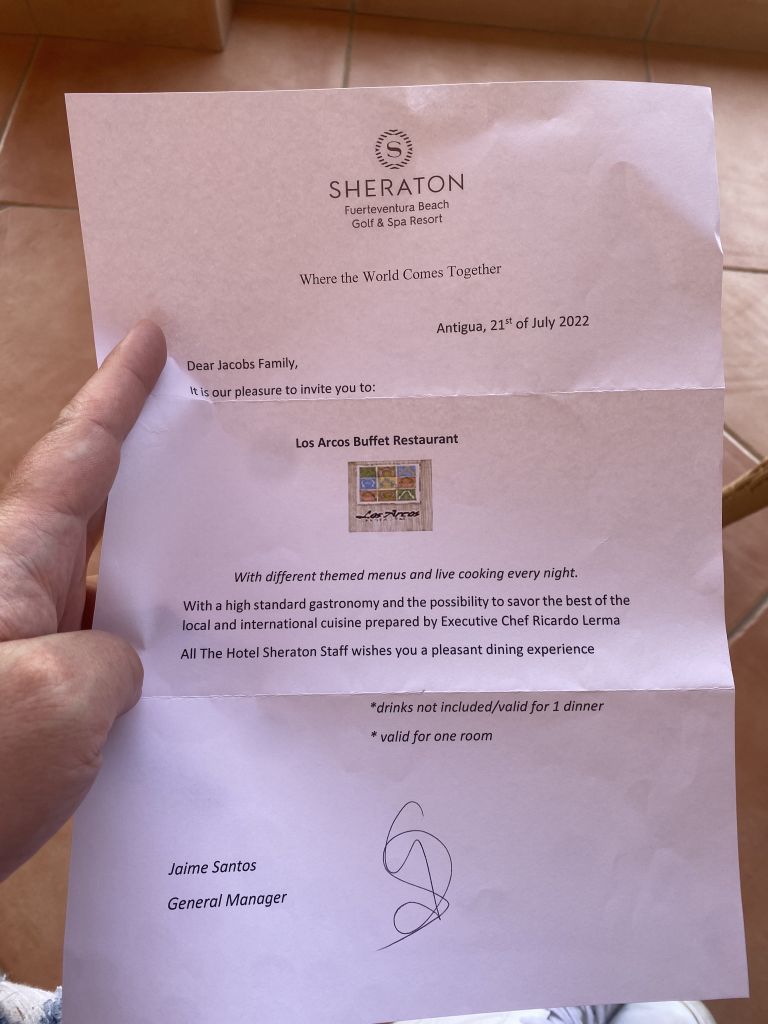 S
SHERATON
Fuerteventura Beach
Golf & Spa Resort
Where the World Comes Together
Antigua, 21st of July 2022
Dear Jacobs Family,
It is our pleasure to invite you to:
Los Arcos Buffet Restaurant
Los Arcos
With different themed menus and live cooking every night.
With a high standard gastronomy and the possibility to savor the best of the
local and international cuisine prepared by Executive Chef Ricardo Lerma
All The Hotel Sheraton Staff wishes you a pleasant dining experience
*drinks not included/valid for 1 dinner
* valid for one room
Jaime Santos
General Manager